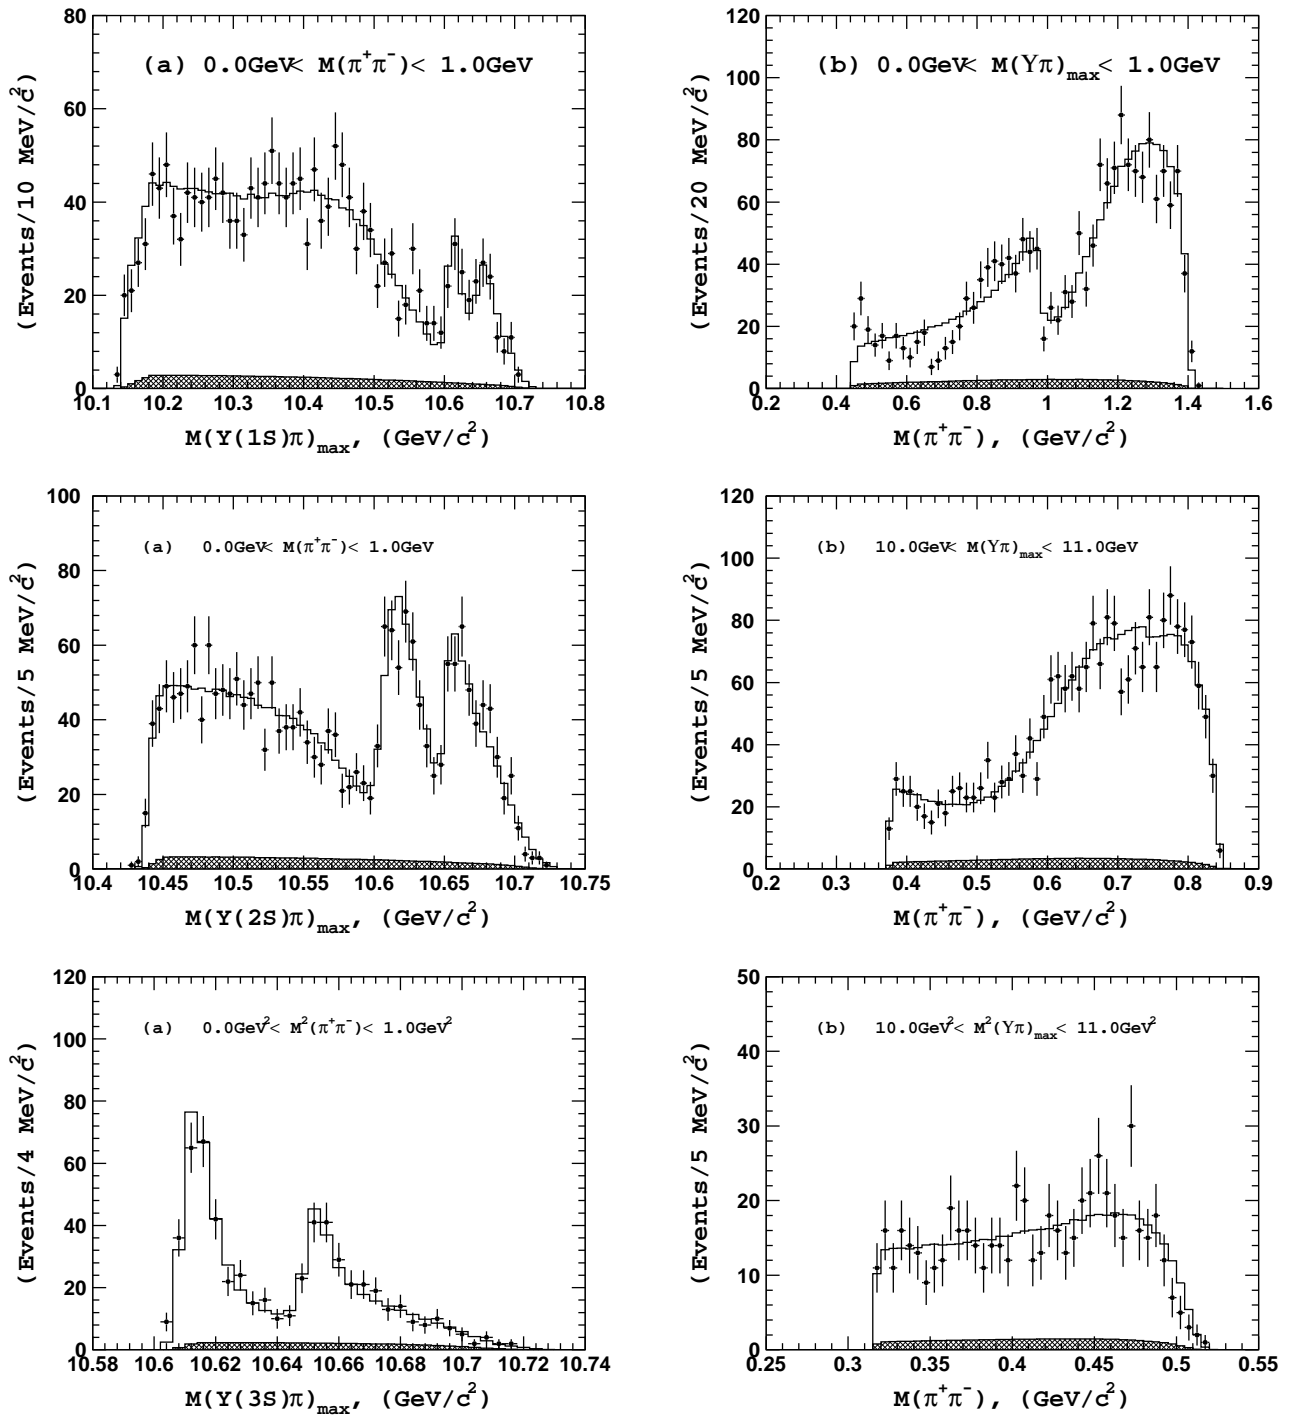 (a) 0.0GeV< M(π⁺π⁻)< 1.0GeV
(Events/10 MeV/c²)
80
60
40
20
0
10.1 10.2 10.3 10.4 10.5 10.6 10.7 10.8
M(Y(1S)π)max, (GeV/c²)
(b) 0.0GeV< M(Υπ)max< 1.0GeV
(Events/20 MeV/c²)
120
100
80
60
40
20
0
0.2 0.4 0.6 0.8 1 1.2 1.4 1.6
M(π⁺π⁻), (GeV/c²)
(a) 0.0GeV< M(π⁺π⁻)< 1.0GeV
(Events/5 MeV/c²)
100
80
60
40
20
0
10.4 10.45 10.5 10.55 10.6 10.65 10.7 10.75
M(Y(2S)π)max, (GeV/c²)
(b) 10.0GeV< M(Υπ)max< 11.0GeV
(Events/5 MeV/c²)
120
100
80
60
40
20
0
0.2 0.3 0.4 0.5 0.6 0.7 0.8 0.9
M(π⁺π⁻), (GeV/c²)
(a) 0.0GeV²< M²(π⁺π⁻)< 1.0GeV²
(Events/4 MeV/c²)
120
100
80
60
40
20
0
10.58 10.6 10.62 10.64 10.66 10.68 10.7 10.72 10.74
M(Y(3S)π)max, (GeV/c²)
(b) 10.0GeV²< M²(Υπ)max< 11.0GeV²
(Events/5 MeV/c²)
50
40
30
20
10
0
0.25 0.3 0.35 0.4 0.45 0.5 0.55
M(π⁺π⁻), (GeV/c²)